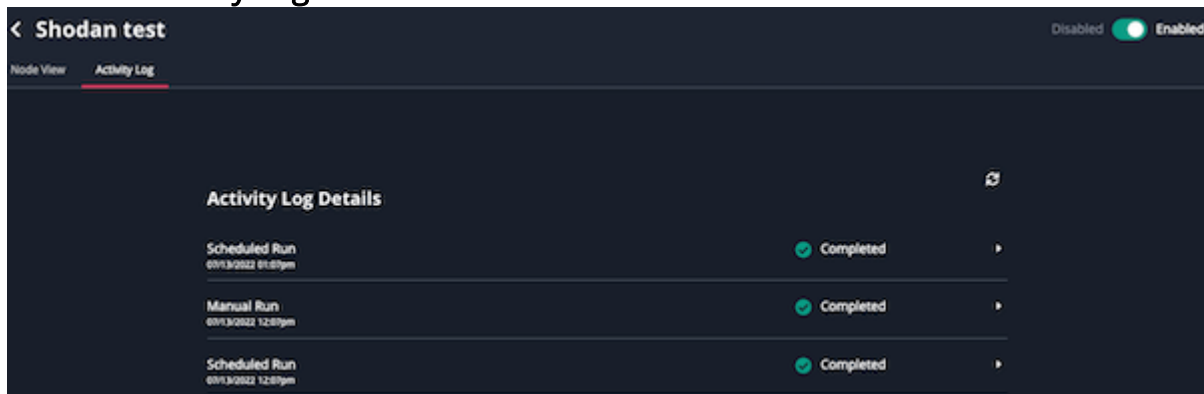 Shodan test
Disabled Enabled
Node View Activity Log
Activity Log Details
Scheduled Run Completed
07/13/2022 01:07pm
Manual Run Completed
07/13/2022 12:07pm
Scheduled Run Completed
07/13/2022 12:07pm